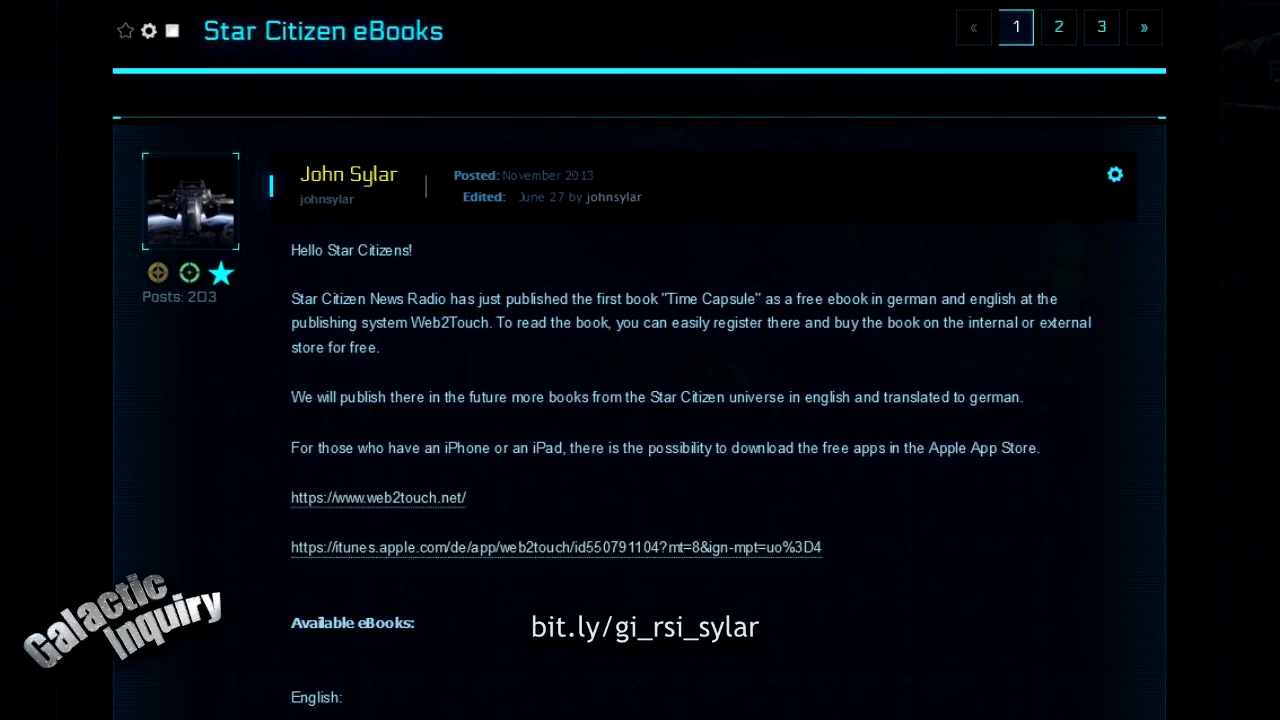 Star Citizen eBooks
« 1 2 3 »
John Sylar
johnsylar
Posted: November 2013
Edited: June 27 by johnsylar
Posts: 203
Hello Star Citizens!
Star Citizen News Radio has just published the first book "Time Capsule" as a free ebook in german and english at the
publishing system Web2Touch. To read the book, you can easily register there and buy the book on the internal or external
store for free.
We will publish there in the future more books from the Star Citizen universe in english and translated to german.
For those who have an iPhone or an iPad, there is the possibility to download the free apps in the Apple App Store.
https://www.web2touch.net/
https://itunes.apple.com/de/app/web2touch/id550791104?mt=8&ign-mpt=uo%3D4
Galactic
Inquiry
Available eBooks:
bit.ly/gi_rsi_sylar
English: